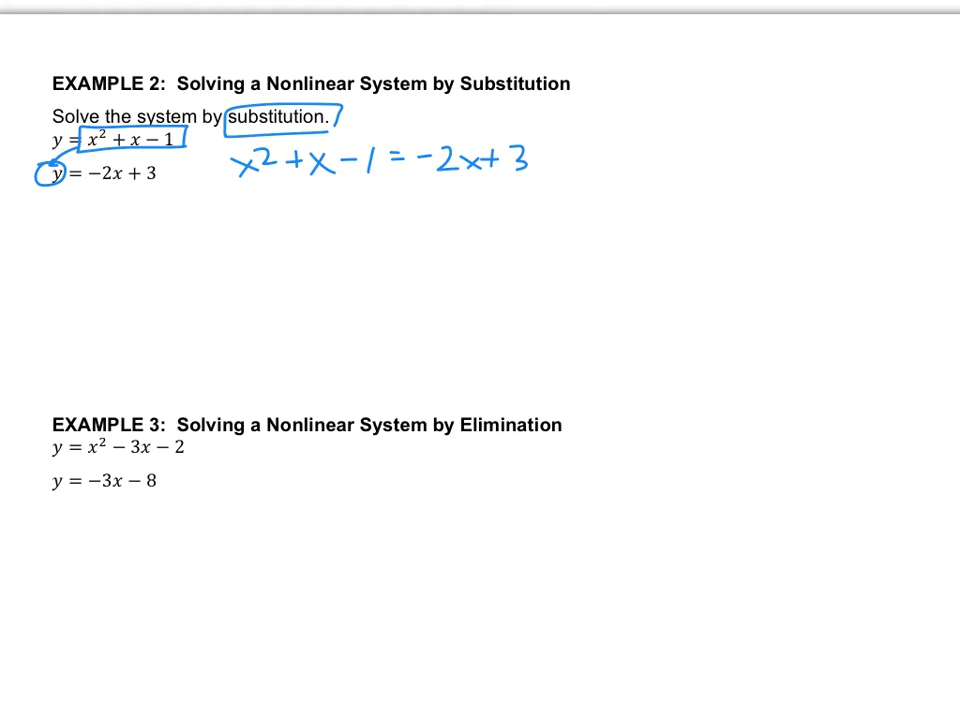 EXAMPLE 2: Solving a Nonlinear System by Substitution
Solve the system by substitution.
y = x² + x − 1
x² + x − 1 = −2x + 3
y = −2x + 3
EXAMPLE 3: Solving a Nonlinear System by Elimination
y = x² − 3x − 2
y = −3x − 8